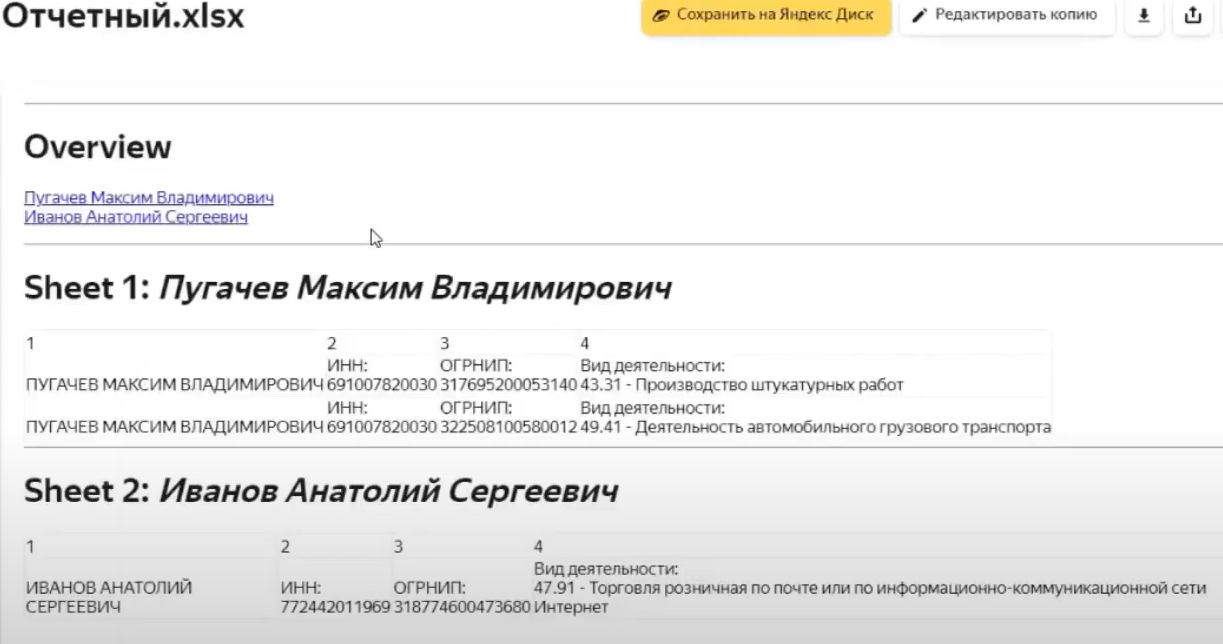 Отчетный.xlsx
Сохранить на Яндекс Диск
Редактировать копию
Overview
Пугачев Максим Владимирович
Иванов Анатолий Сергеевич
Sheet 1: Пугачев Максим Владимирович
1 2 3 4
ИНН: ОГРНИП: Вид деятельности:
ПУГАЧЕВ МАКСИМ ВЛАДИМИРОВИЧ 691007820030 317695200053140 43.31 - Производство штукатурных работ
ИНН: ОГРНИП: Вид деятельности:
ПУГАЧЕВ МАКСИМ ВЛАДИМИРОВИЧ 691007820030 322508100580012 49.41 - Деятельность автомобильного грузового транспорта
Sheet 2: Иванов Анатолий Сергеевич
1 2 3 4
Вид деятельности:
ИВАНОВ АНАТОЛИЙ ИНН: ОГРНИП: 47.91 - Торговля розничная по почте или по информационно-коммуникационной сети
СЕРГЕЕВИЧ 772442011969 318774600473680 Интернет